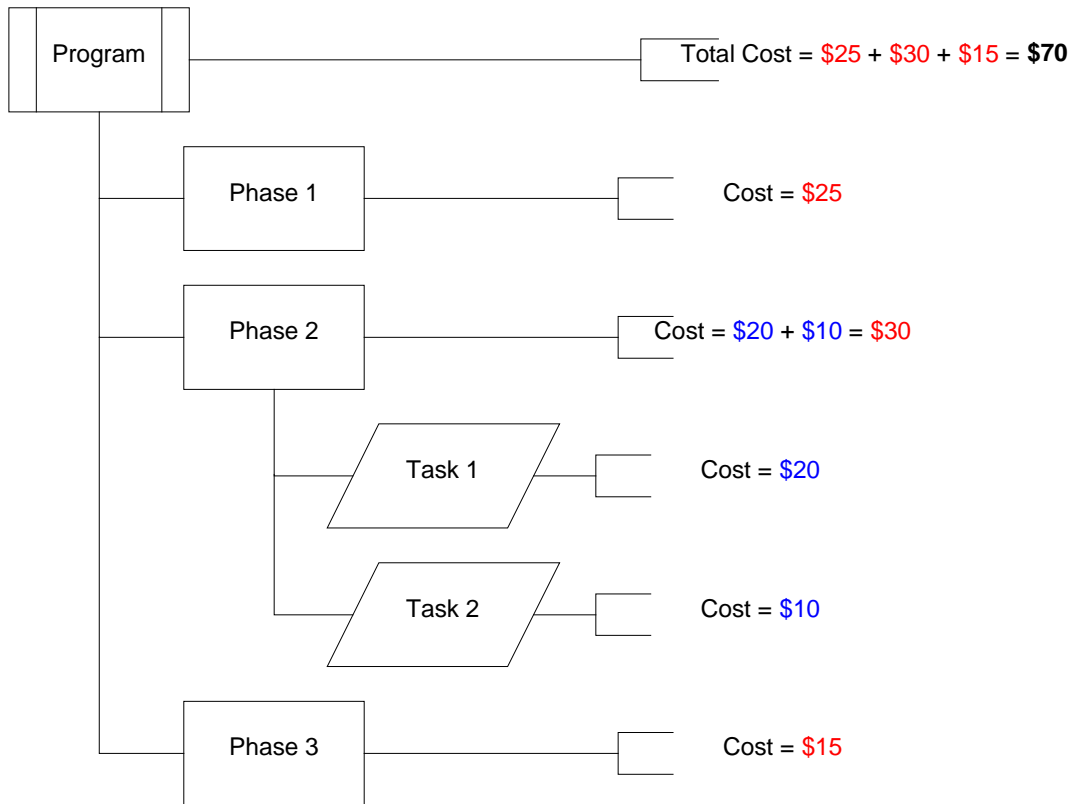 Program
Total Cost = $25 + $30 + $15 = $70
Phase 1
Cost = $25
Phase 2
Cost = $20 + $10 = $30
Task 1
Cost = $20
Task 2
Cost = $10
Phase 3
Cost = $15